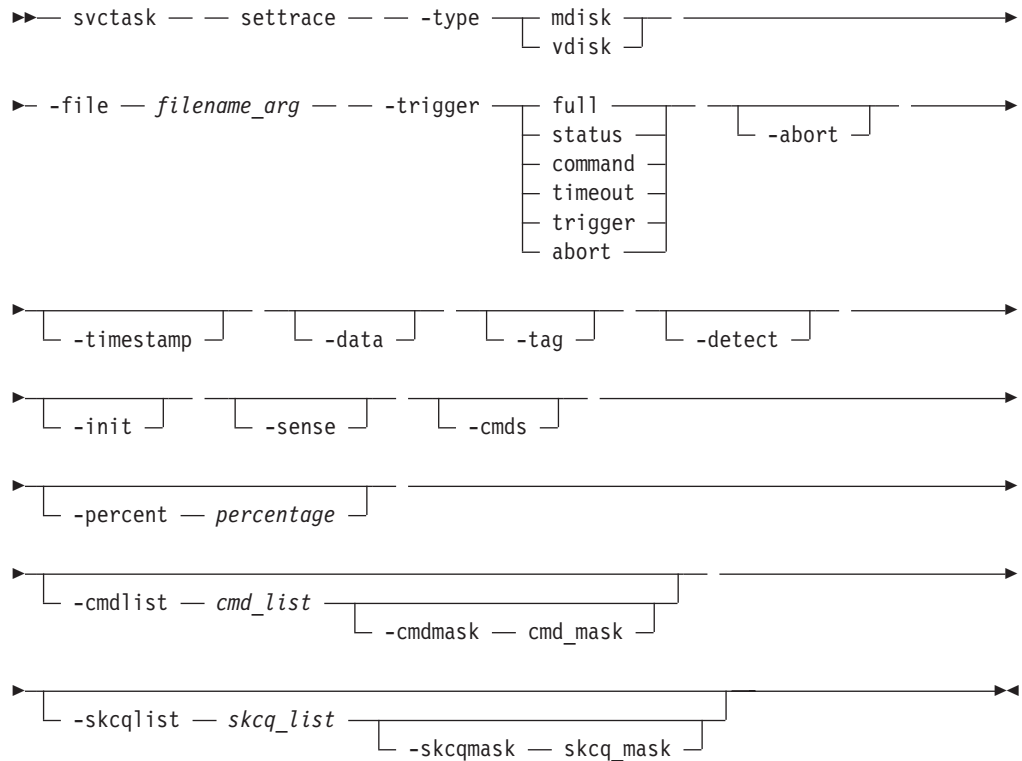 svctask settrace -type mdisk
vdisk
-file filename_arg -trigger full
status
command
timeout
trigger
abort
-abort
-timestamp -data -tag -detect
-init -sense -cmds
-percent percentage
-cmdlist cmd_list
-cmdmask cmd_mask
-skcqlist skcq_list
-skcqmask skcq_mask